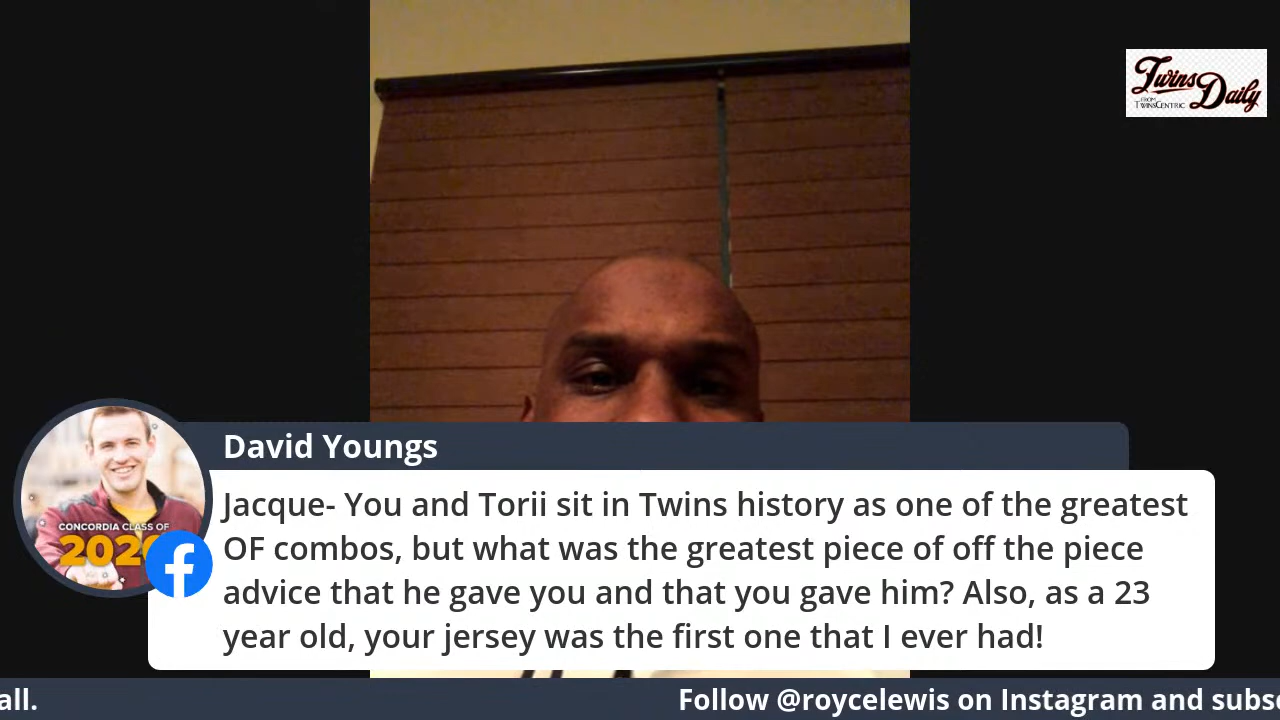 Twins
FROM
TWINSCENTRIC
Daily
David Youngs
Jacque- You and Torii sit in Twins history as one of the greatest
OF combos, but what was the greatest piece of off the piece
advice that he gave you and that you gave him? Also, as a 23
year old, your jersey was the first one that I ever had!
CONCORDIA CLASS OF
202
all.
Follow @roycelewis on Instagram and subs